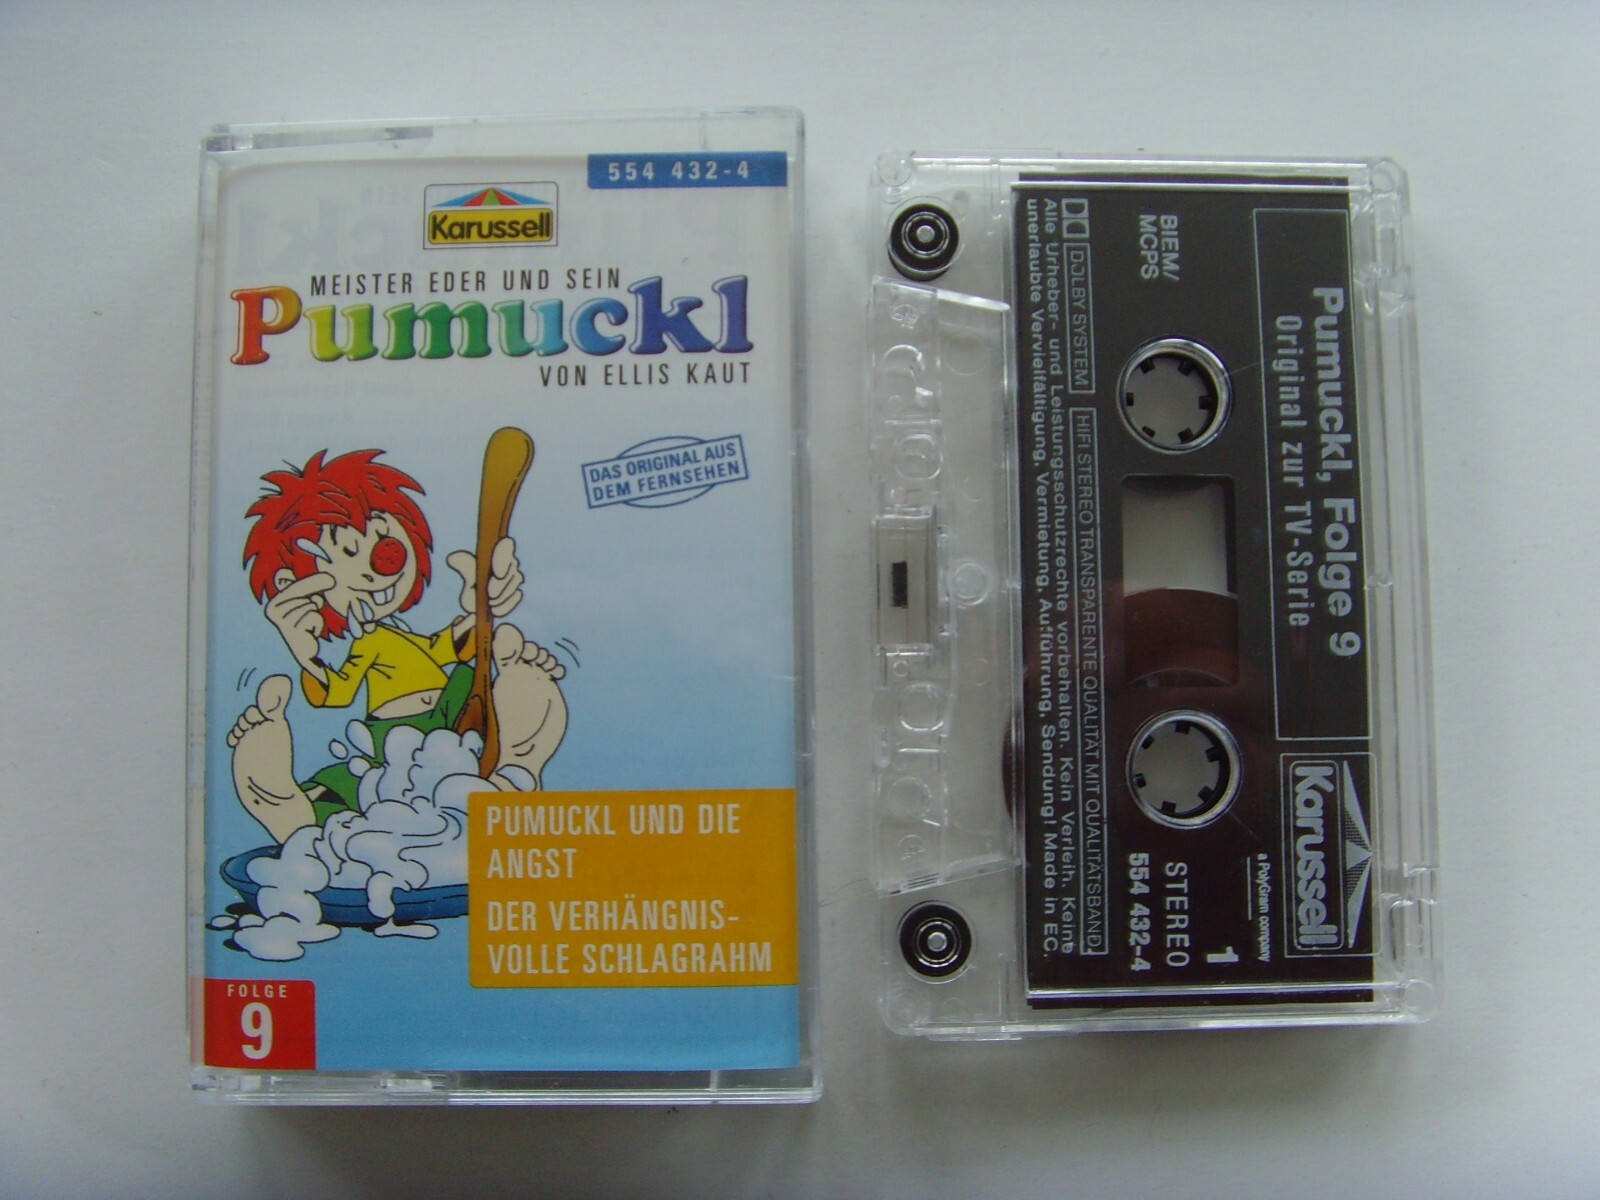 554 432-4
Karussell
MEISTER EDER UND SEIN
Pumuckl
VON ELLIS KAUT
DAS ORIGINAL AUS
DEM FERNSEHEN
PUMUCKL UND DIE
ANGST
DER VERHÄNGNIS-
VOLLE SCHLAGRAHM
FOLGE
9
Pumuckl, Folge 9
Original zur TV-Serie
Karussell
a PolyGram company
BIEM/
MCPS
1
STEREO
554 432-4
DOLBY SYSTEM
HIFI STEREO TRANSPARENTE QUALITÄT MIT QUALITÄTSBAND.
Alle Urheber- und Leistungsschutzrechte vorbehalten. Kein Verleih. Keine
unerlaubte Vervielfältigung, Vermietung, Aufführung, Sendung! Made in EC.